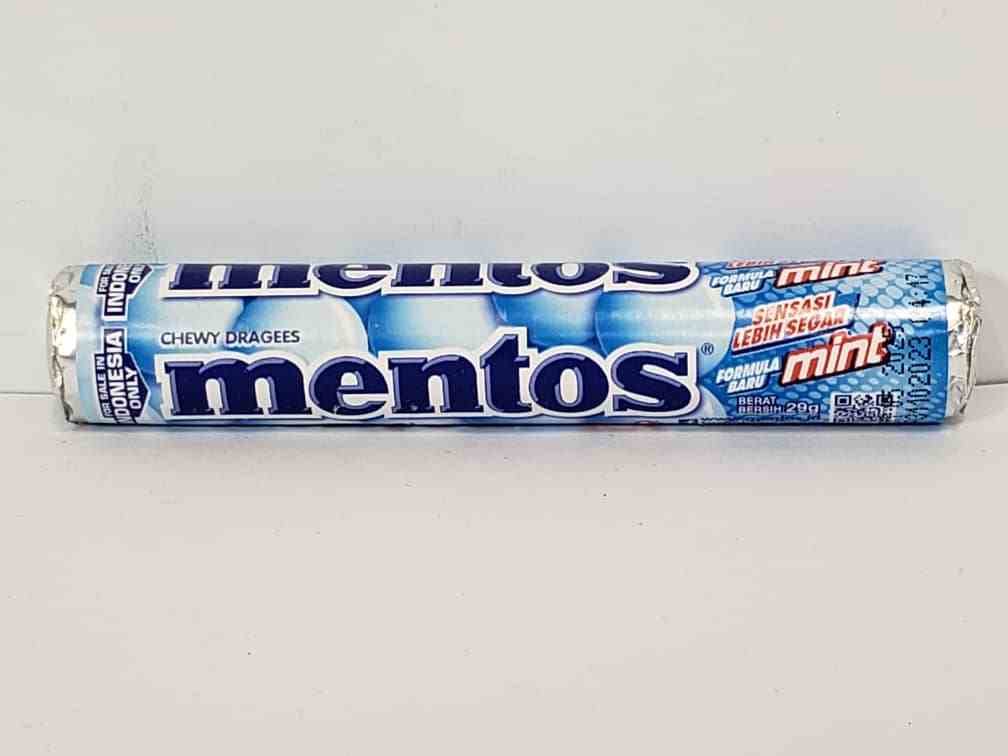 FOR SALE IN
INDONESIA
ONLY
mentos
FORMULA
BARU
mint
CHEWY DRAGEES
mentos
®
SENSASI
LEBIH SEGAR
FORMULA
BARU
mint
BERAT
BERSIH 29g